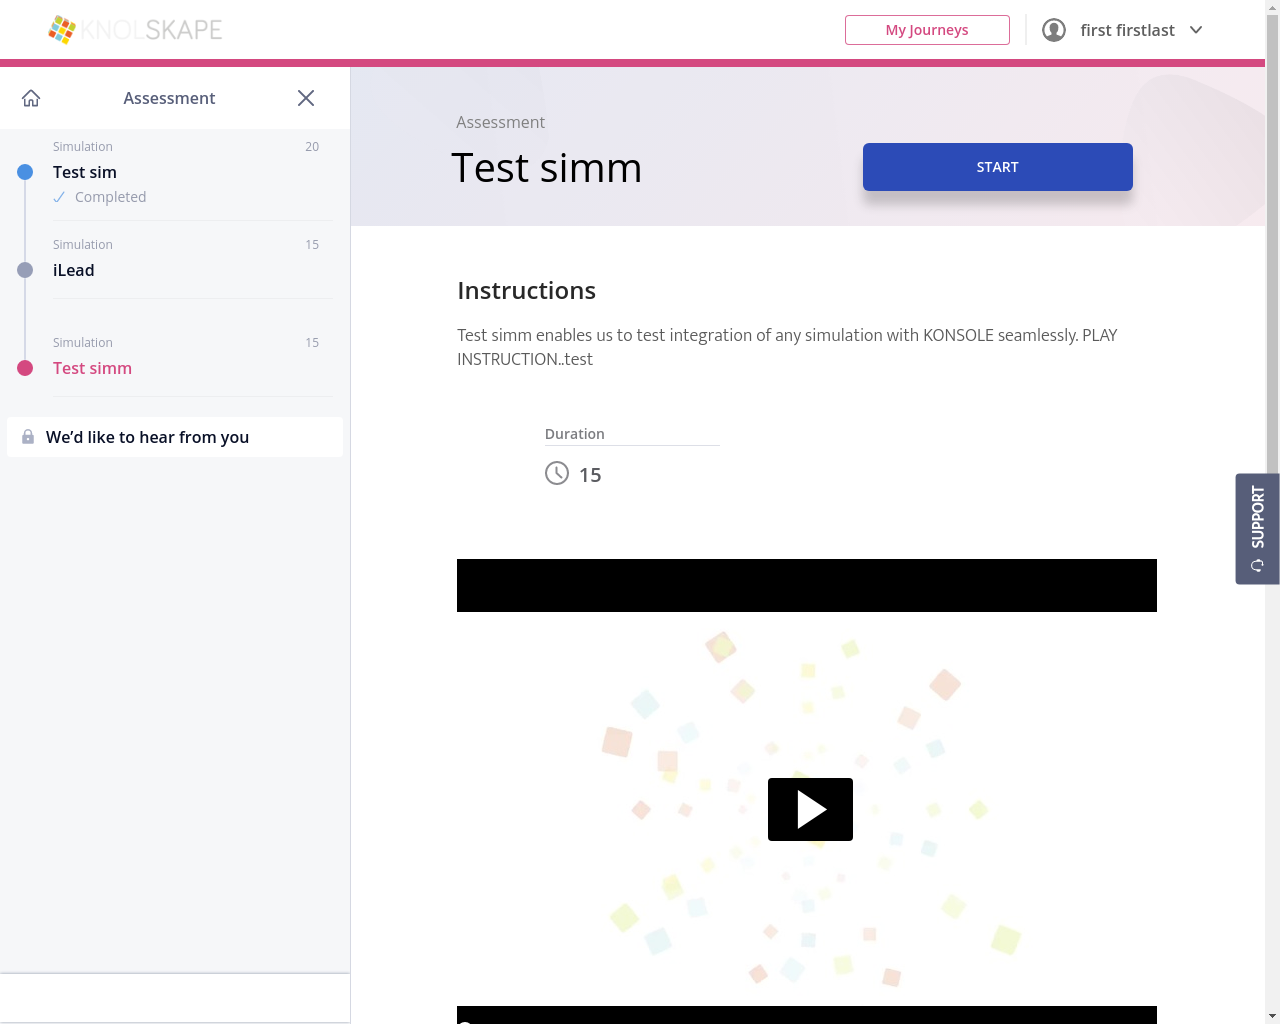 KNOLSKAPE
My Journeys
first firstlast
Assessment
Simulation 20
Test sim
Completed
Simulation 15
iLead
Simulation 15
Test simm
We’d like to hear from you
Assessment
Test simm
START
Instructions
Test simm enables us to test integration of any simulation with KONSOLE seamlessly. PLAY
INSTRUCTION..test
Duration
15
SUPPORT